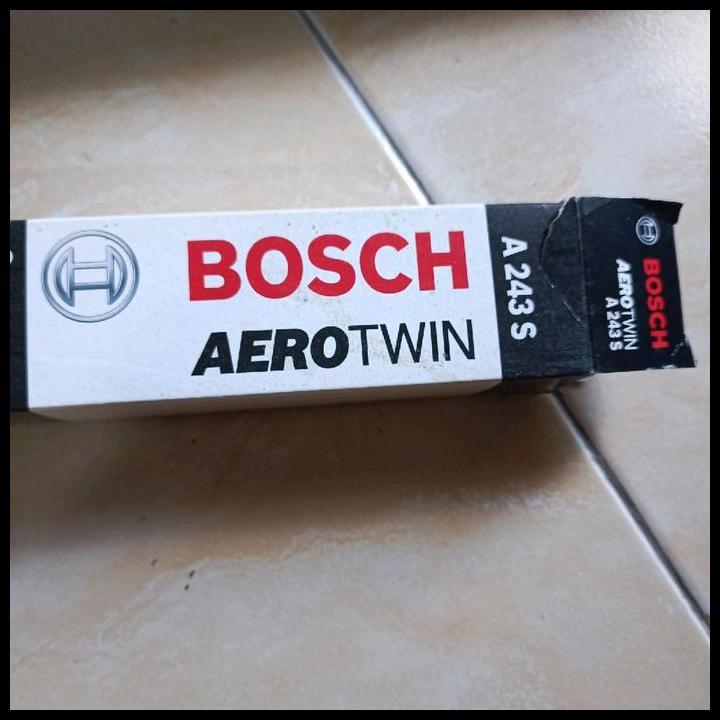 BOSCH
AEROTWIN
A 243 S
BOSCH
AEROTWIN
A 243 S